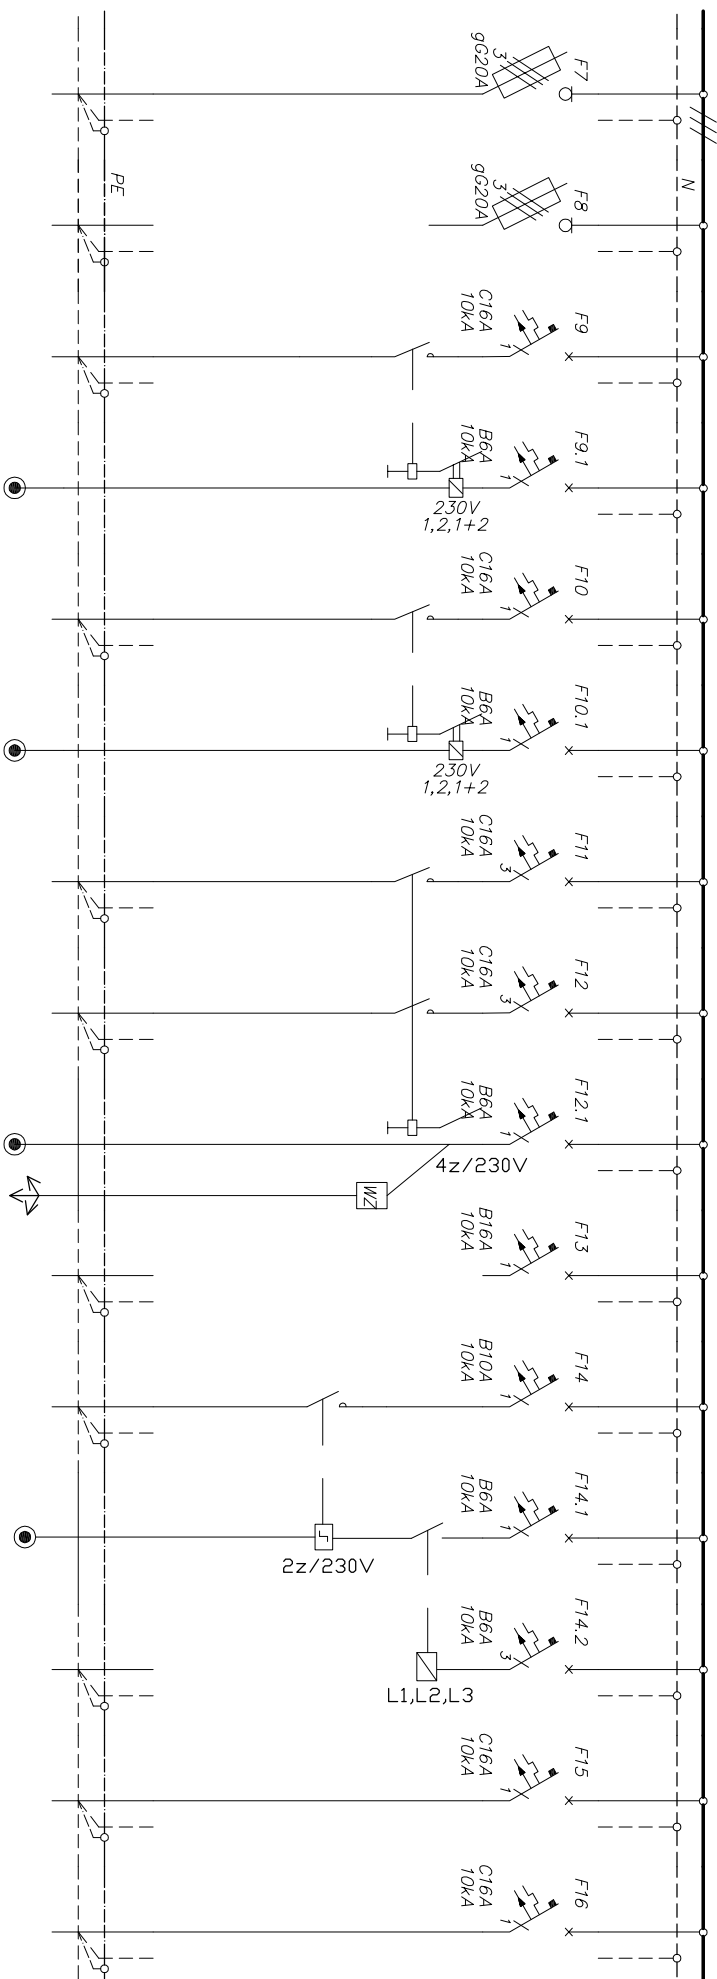 F7
3
gG20A
N
PE
F8
3
gG20A
F9
1
C16A
10kA
F9.1
1
B6A
10kA
230V
1,2,1+2
F10
1
C16A
10kA
F10.1
1
B6A
10kA
230V
1,2,1+2
F11
3
C16A
10kA
F12
3
C16A
10kA
F12.1
1
B6A
10kA
4z/230V
WZ
F13
1
B16A
10kA
F14
1
B10A
10kA
F14.1
1
B6A
10kA
2z/230V
F14.2
3
B6A
10kA
L1,L2,L3
F15
1
C16A
10kA
F16
1
C16A
10kA